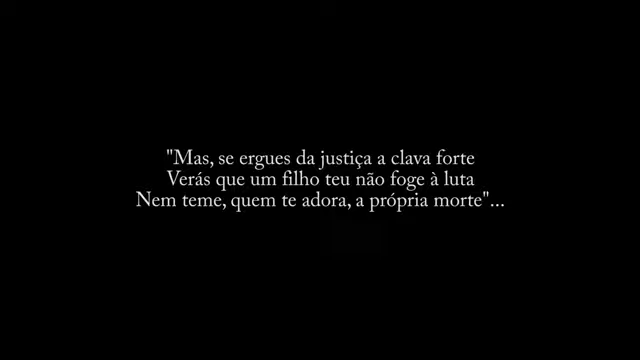 "Mas, se ergues da justiça a clava forte
Verás que um filho teu não foge à luta
Nem teme, quem te adora, a própria morte"...